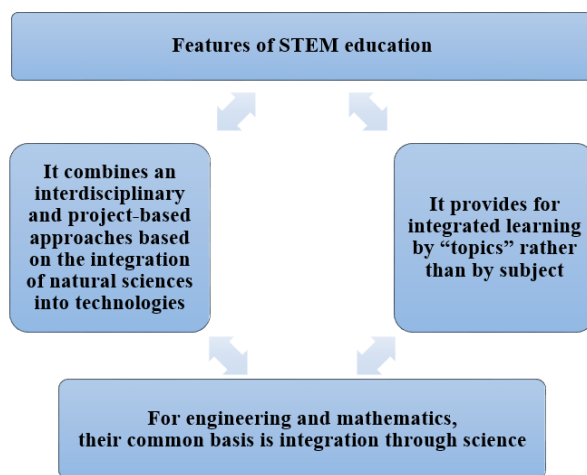 Features of STEM education
It combines an
interdisciplinary
and project-based
approaches based
on the integration
of natural sciences
into technologies
It provides for
integrated learning
by “topics” rather
than by subject
For engineering and mathematics,
their common basis is integration through science